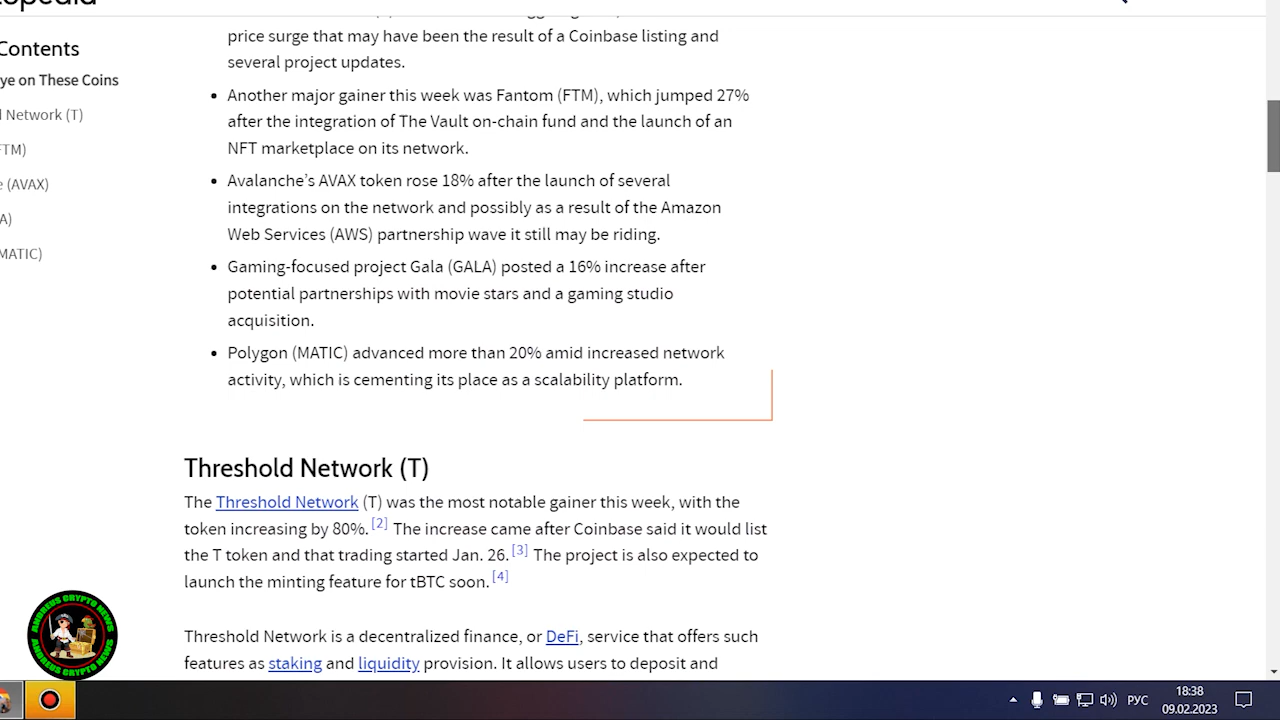 Contents
ye on These Coins
Network (T)
FTM)
(AVAX)
A)
MATIC)
price surge that may have been the result of a Coinbase listing and
several project updates.
• Another major gainer this week was Fantom (FTM), which jumped 27%
after the integration of The Vault on-chain fund and the launch of an
NFT marketplace on its network.
• Avalanche’s AVAX token rose 18% after the launch of several
integrations on the network and possibly as a result of the Amazon
Web Services (AWS) partnership wave it still may be riding.
• Gaming-focused project Gala (GALA) posted a 16% increase after
potential partnerships with movie stars and a gaming studio
acquisition.
• Polygon (MATIC) advanced more than 20% amid increased network
activity, which is cementing its place as a scalability platform.
Threshold Network (T)
The Threshold Network (T) was the most notable gainer this week, with the
token increasing by 80%. [2] The increase came after Coinbase said it would list
the T token and that trading started Jan. 26. [3] The project is also expected to
launch the minting feature for tBTC soon. [4]
Threshold Network is a decentralized finance, or DeFi, service that offers such
features as staking and liquidity provision. It allows users to deposit and
ANDREUS CRYPTO NEWS
ANDREUS CRYPTO NEWS
РУС
18:38
09.02.2023